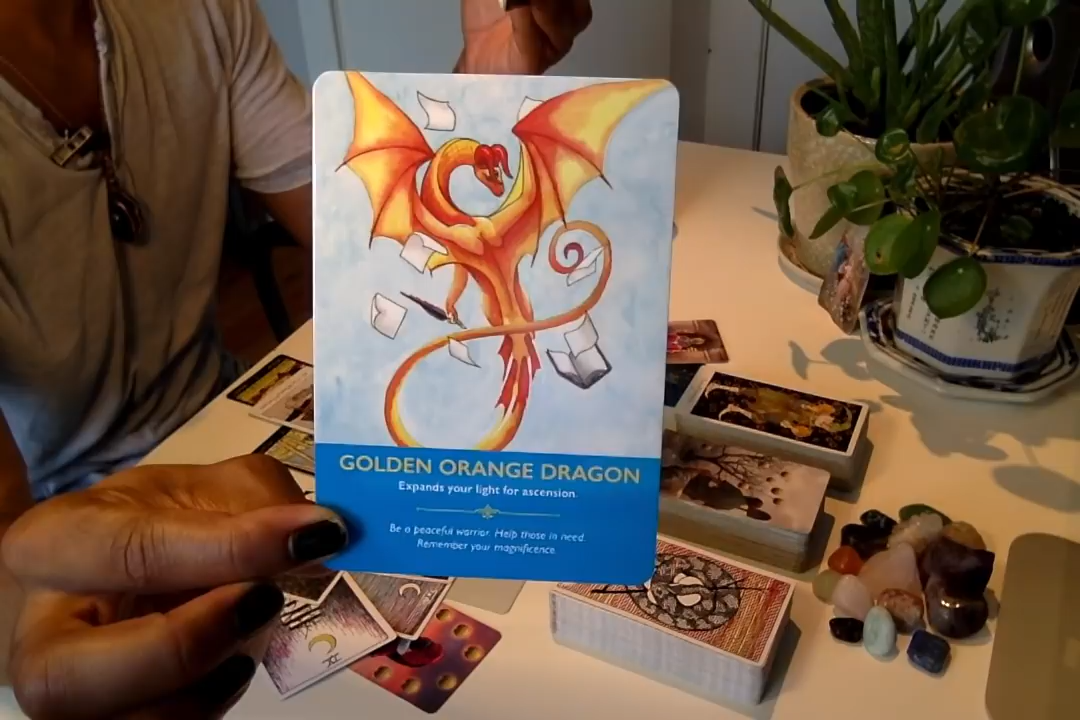 GOLDEN ORANGE DRAGON
Expands your light for ascension.
Be a peaceful warrior. Help those in need.
Remember your magnificence.